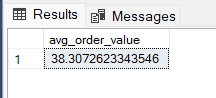 Results Messages
avg_order_value
1 38.3072623343546